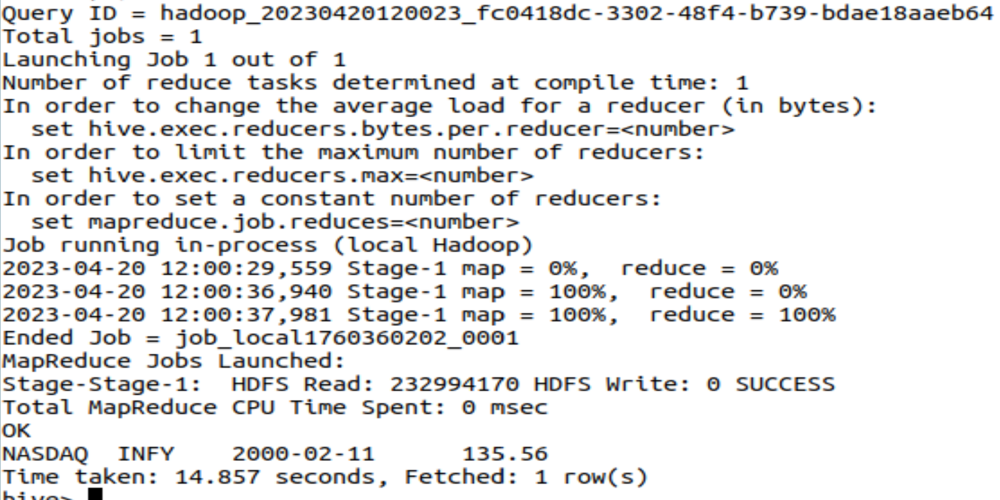 Query ID = hadoop_20230420120023_fc0418dc-3302-48f4-b739-bdae18aaeb64
Total jobs = 1
Launching Job 1 out of 1
Number of reduce tasks determined at compile time: 1
In order to change the average load for a reducer (in bytes):
  set hive.exec.reducers.bytes.per.reducer=<number>
In order to limit the maximum number of reducers:
  set hive.exec.reducers.max=<number>
In order to set a constant number of reducers:
  set mapreduce.job.reduces=<number>
Job running in-process (local Hadoop)
2023-04-20 12:00:29,559 Stage-1 map = 0%,  reduce = 0%
2023-04-20 12:00:36,940 Stage-1 map = 100%,  reduce = 0%
2023-04-20 12:00:37,981 Stage-1 map = 100%,  reduce = 100%
Ended Job = job_local1760360202_0001
MapReduce Jobs Launched:
Stage-Stage-1:  HDFS Read: 232994170 HDFS Write: 0 SUCCESS
Total MapReduce CPU Time Spent: 0 msec
OK
NASDAQ  INFY    2000-02-11      135.56
Time taken: 14.857 seconds, Fetched: 1 row(s)
hive>